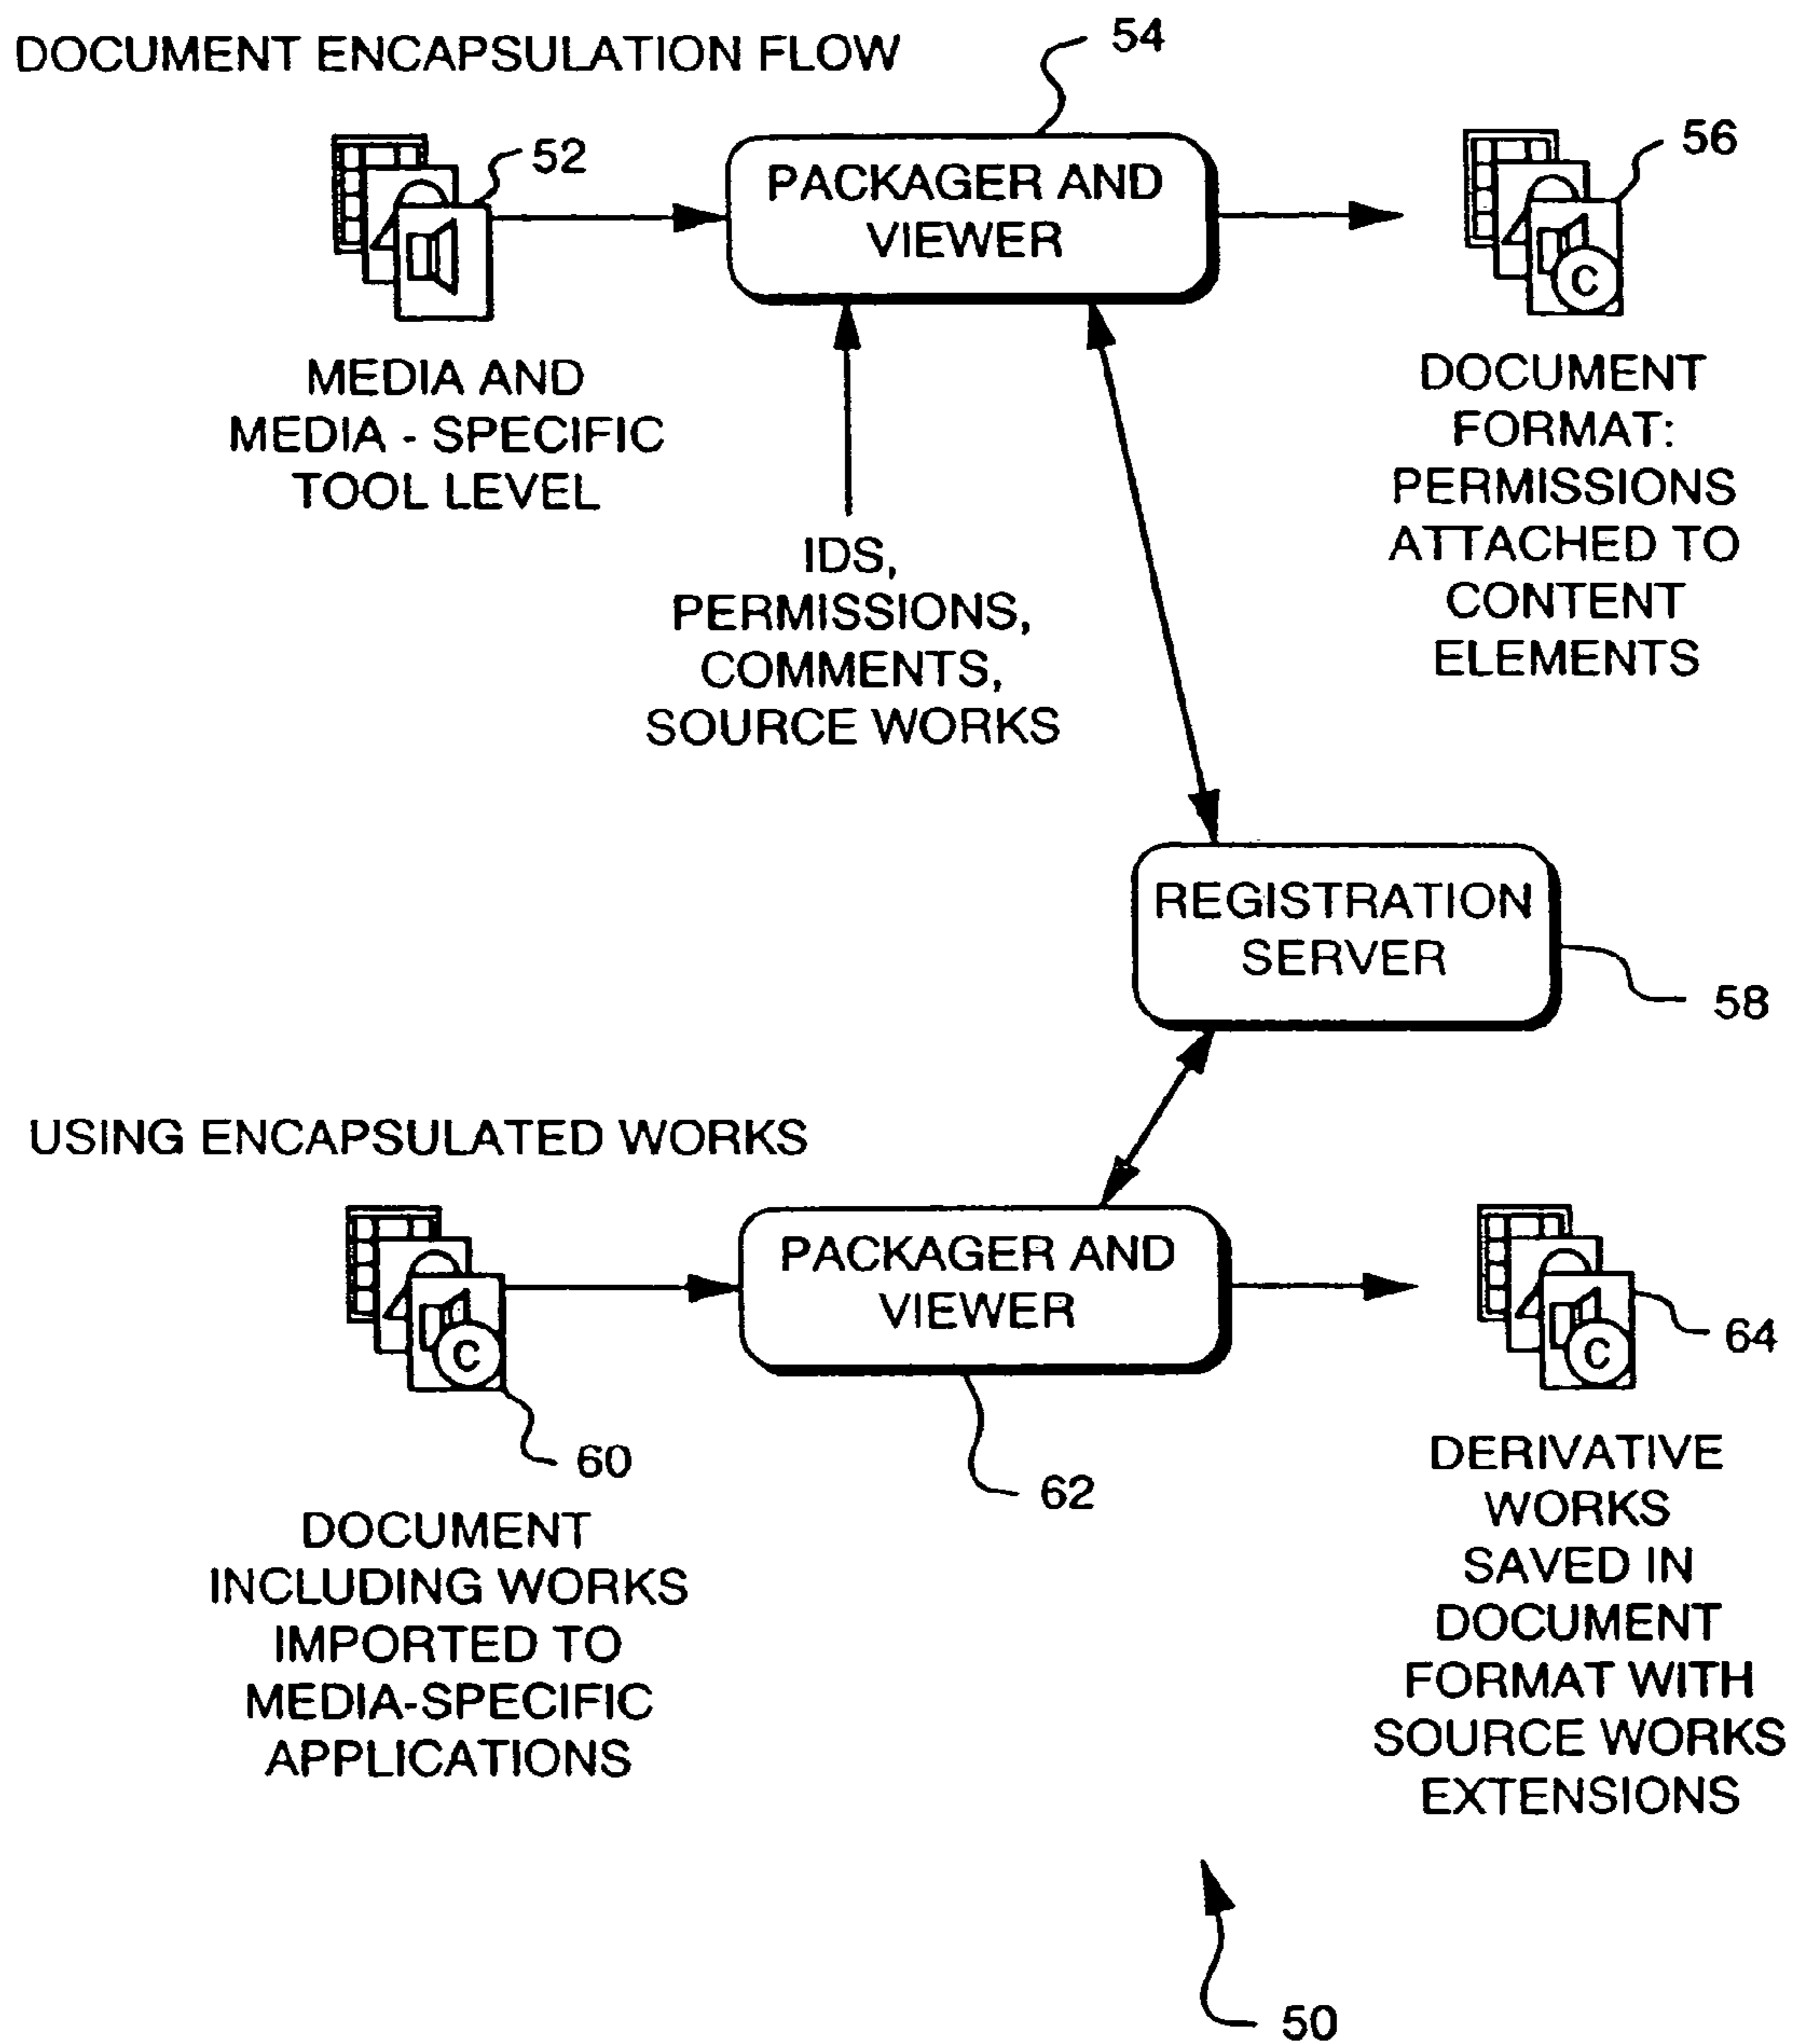 DOCUMENT ENCAPSULATION FLOW
54
52
PACKAGER AND
VIEWER
56
C
MEDIA AND
MEDIA - SPECIFIC
TOOL LEVEL
IDS,
PERMISSIONS,
COMMENTS,
SOURCE WORKS
DOCUMENT
FORMAT:
PERMISSIONS
ATTACHED TO
CONTENT
ELEMENTS
REGISTRATION
SERVER
58
USING ENCAPSULATED WORKS
C
60
PACKAGER AND
VIEWER
62
C
64
DOCUMENT
INCLUDING WORKS
IMPORTED TO
MEDIA-SPECIFIC
APPLICATIONS
DERIVATIVE
WORKS
SAVED IN
DOCUMENT
FORMAT WITH
SOURCE WORKS
EXTENSIONS
50